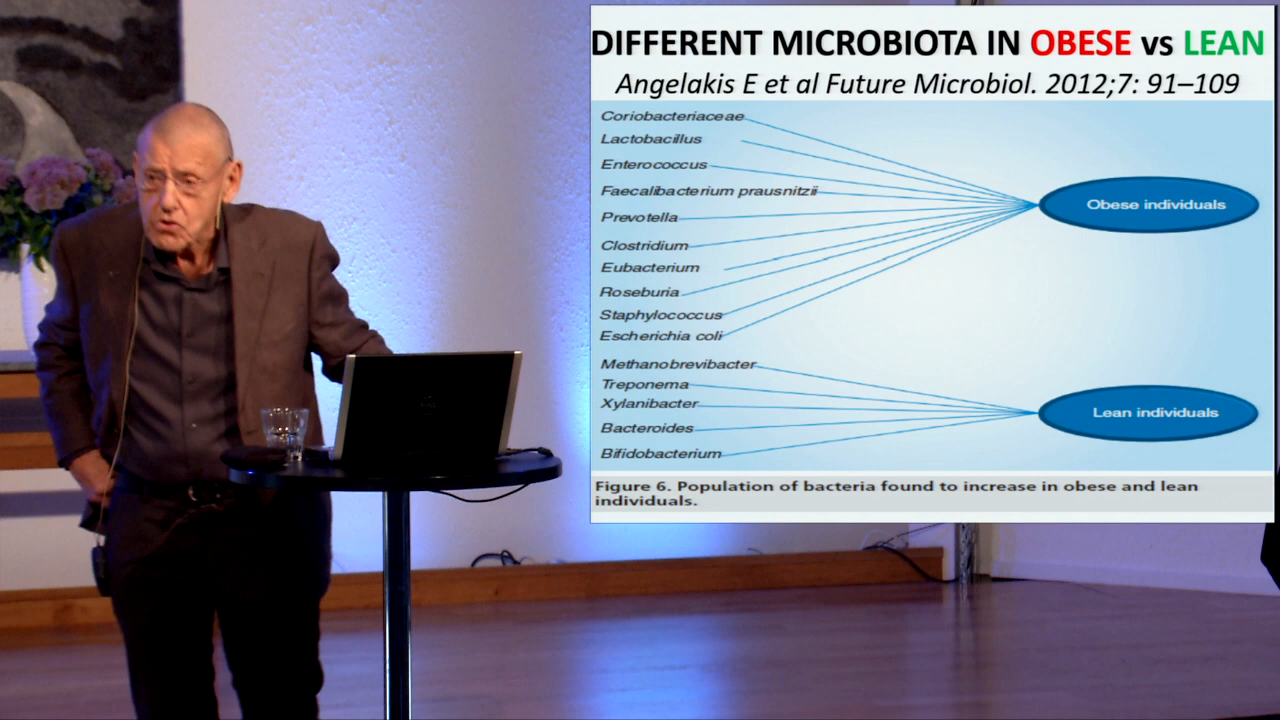 DIFFERENT MICROBIOTA IN OBESE vs LEAN
Angelakis E et al Future Microbiol. 2012;7: 91–109
Coriobacteriaceae
Lactobacillus
Enterococcus
Faecalibacterium prausnitzii
Prevotella
Clostridium
Eubacterium
Roseburia
Staphylococcus
Escherichia coli
Obese individuals
Methanobrevibacter
Treponema
Xylanibacter
Bacteroides
Bifidobacterium
Lean individuals
Figure 6. Population of bacteria found to increase in obese and lean
individuals.